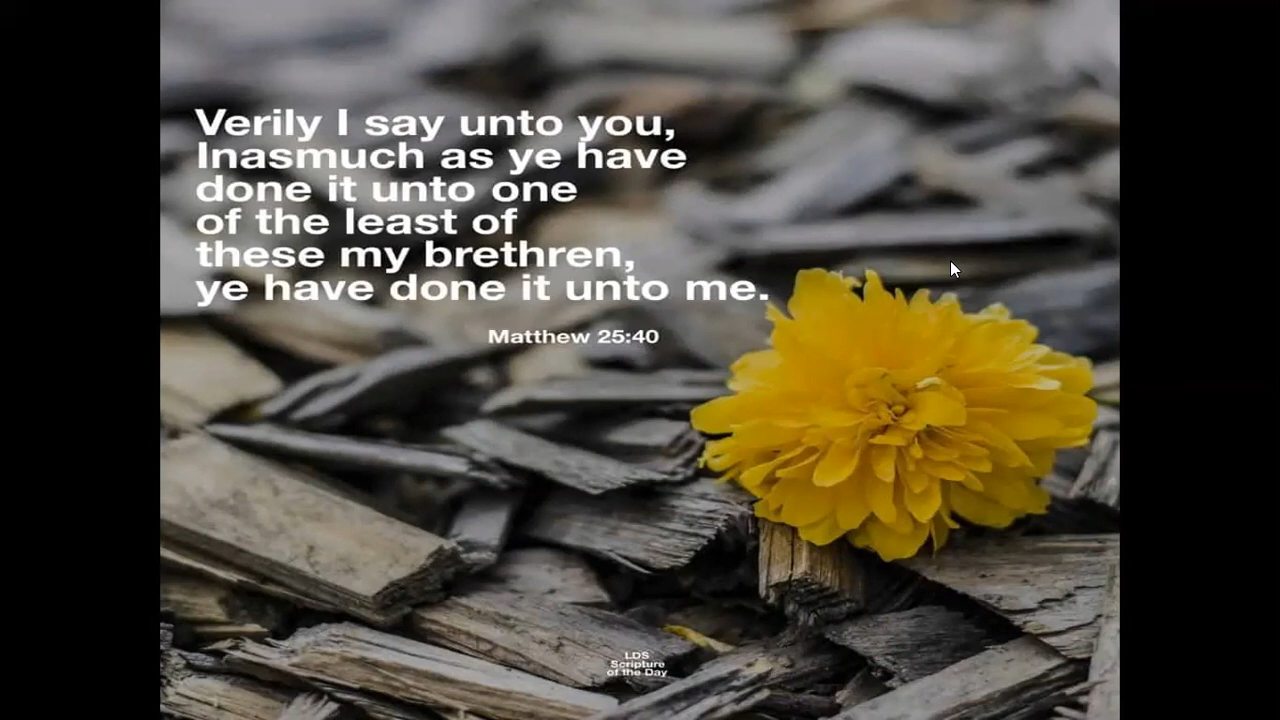 Verily I say unto you,
Inasmuch as ye have
done it unto one
of the least of
these my brethren,
ye have done it unto me.
Matthew 25:40
LDS
Scripture
of the Day